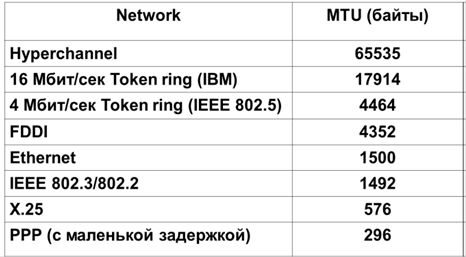 Network MTU (байты)
Hyperchannel 65535
16 Мбит/сек Token ring (IBM) 17914
4 Мбит/сек Token ring (IEEE 802.5) 4464
FDDI 4352
Ethernet 1500
IEEE 802.3/802.2 1492
X.25 576
PPP (с маленькой задержкой) 296